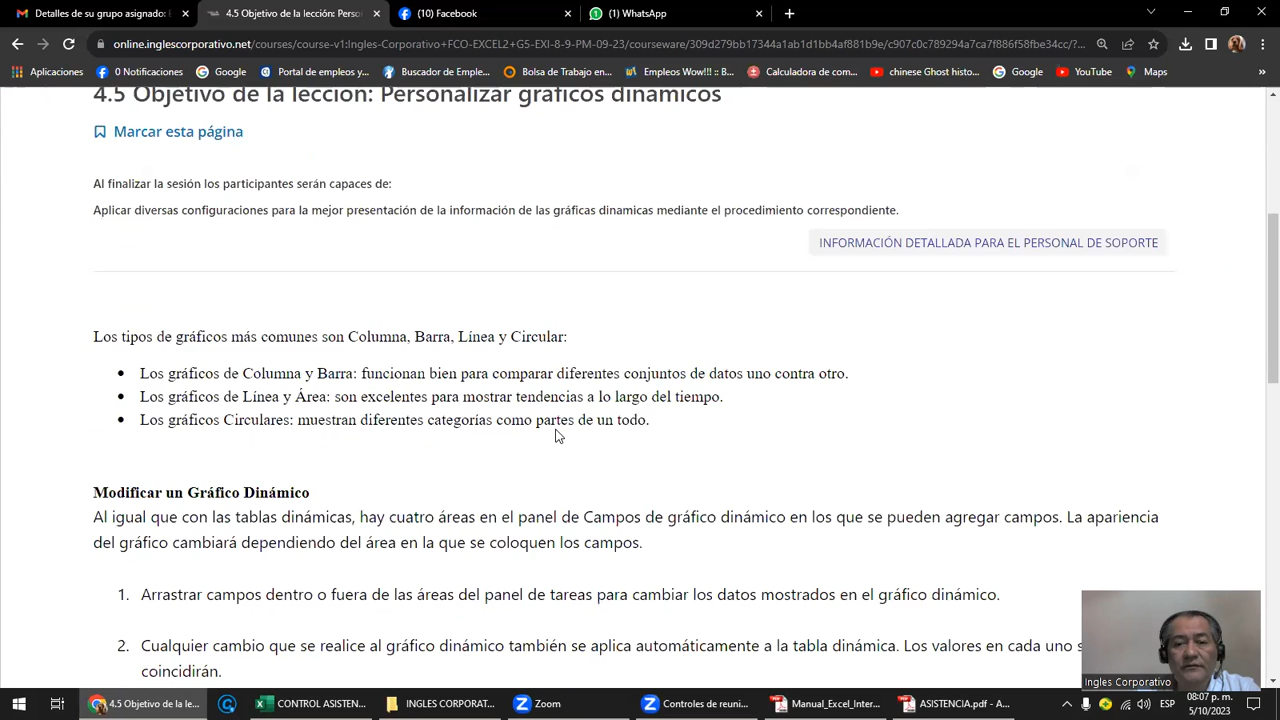 Detalles de su grupo asignado: E
4.5 Objetivo de la lección: Perso
(10) Facebook
(1) WhatsApp
online.inglescorporativo.net/courses/course-v1:Ingles-Corporativo+FCO-EXCEL2+G5-EXI-8-9-PM-09-23/courseware/309d279bb17344a1ab1d1bb4af881b9e/c907c0c789294a7ca7f886f58fbe34cc/?...
Aplicaciones
0 Notificaciones
Google
Portal de empleos y...
Buscador de Emple...
Bolsa de Trabajo en...
Empleos Wow!!! :: B...
Calculadora de com...
chinese Ghost histo...
Google
YouTube
Maps
»
4.5 Objetivo de la lección: Personalizar gráficos dinámicos
Marcar esta página
Al finalizar la sesión los participantes serán capaces de:
Aplicar diversas configuraciones para la mejor presentación de la información de las gráficas dinamicas mediante el procedimiento correspondiente.
INFORMACIÓN DETALLADA PARA EL PERSONAL DE SOPORTE
Los tipos de gráficos más comunes son Columna, Barra, Línea y Circular:
• Los gráficos de Columna y Barra: funcionan bien para comparar diferentes conjuntos de datos uno contra otro.
• Los gráficos de Línea y Área: son excelentes para mostrar tendencias a lo largo del tiempo.
• Los gráficos Circulares: muestran diferentes categorías como partes de un todo.
Modificar un Gráfico Dinámico
Al igual que con las tablas dinámicas, hay cuatro áreas en el panel de Campos de gráfico dinámico en los que se pueden agregar campos. La apariencia
del gráfico cambiará dependiendo del área en la que se coloquen los campos.
1. Arrastrar campos dentro o fuera de las áreas del panel de tareas para cambiar los datos mostrados en el gráfico dinámico.
2. Cualquier cambio que se realice al gráfico dinámico también se aplica automáticamente a la tabla dinámica. Los valores en cada uno s
coincidirán.
Ingles Corporativo
4.5 Objetivo de la le...
CONTROL ASISTEN...
INGLES CORPORAT...
Zoom
Controles de reuni...
Manual_Excel_Inter...
ASISTENCIA.pdf - A...
ESP
08:07 p. m.
5/10/2023